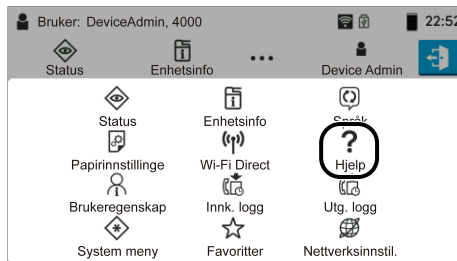 Bruker: DeviceAdmin, 4000 22:52
Status Enhetsinfo ... Device Admin
Status Enhetsinfo Språk
Papirinnstillinge Wi-Fi Direct Hjelp
Brukeregenskap Innk. logg Utg. logg
System meny Favoritter Nettverksinnstil.